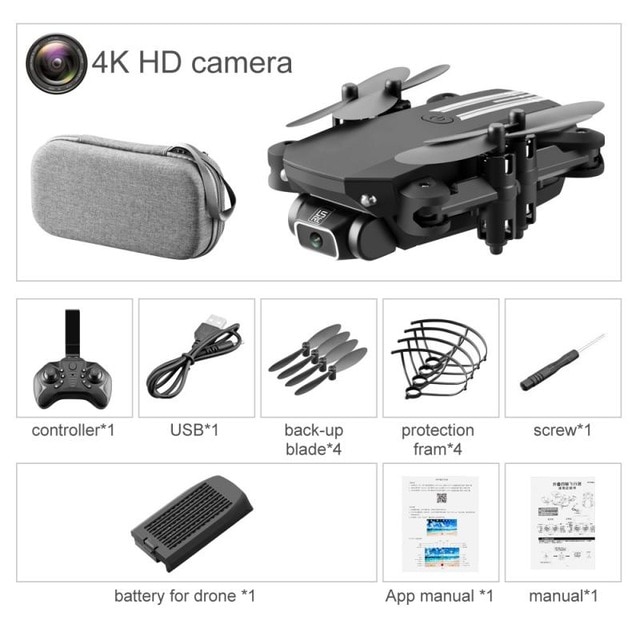 4K HD camera
controller*1
USB*1
back-up
blade*4
protection
fram*4
screw*1
battery for drone *1
App manual *1
manual*1